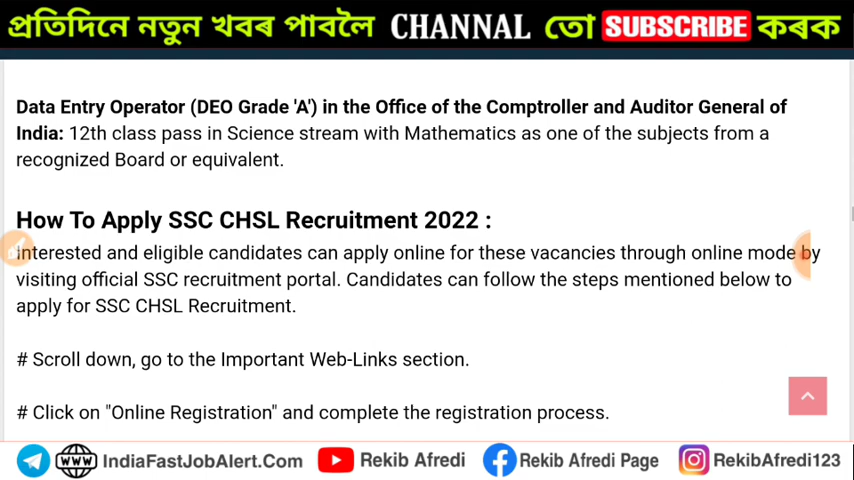 প্ৰতিদিনে নতুন খবৰ পাবলৈ CHANNAL তো SUBSCRIBE কৰক
Data Entry Operator (DEO Grade 'A') in the Office of the Comptroller and Auditor General of
India: 12th class pass in Science stream with Mathematics as one of the subjects from a
recognized Board or equivalent.
How To Apply SSC CHSL Recruitment 2022 :
Interested and eligible candidates can apply online for these vacancies through online mode by
visiting official SSC recruitment portal. Candidates can follow the steps mentioned below to
apply for SSC CHSL Recruitment.
# Scroll down, go to the Important Web-Links section.
# Click on "Online Registration" and complete the registration process.
WWW IndiaFastJobAlert.Com Rekib Afredi Rekib Afredi Page RekibAfredi123